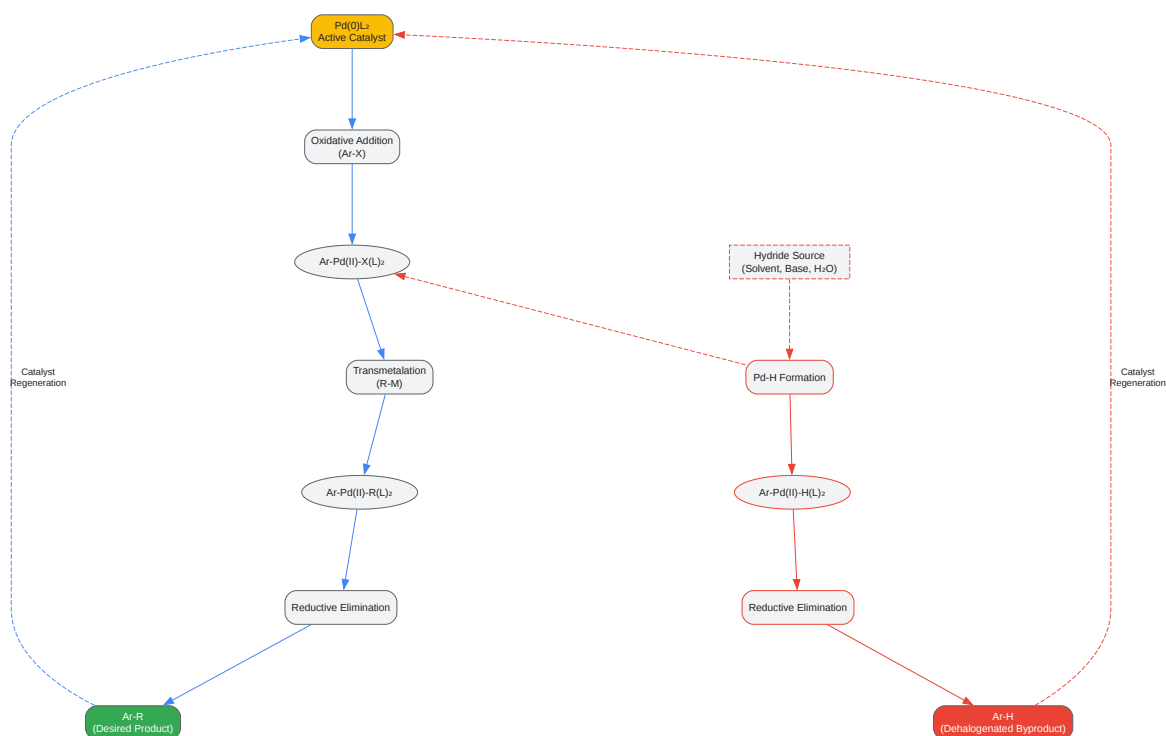 Pd(0)L₂
Active Catalyst
Oxidative Addition
(Ar-X)
Ar-Pd(II)-X(L)₂
Hydride Source
(Solvent, Base, H₂O)
Catalyst
Regeneration
Transmetalation
(R-M)
Pd-H Formation
Catalyst
Regeneration
Ar-Pd(II)-R(L)₂
Ar-Pd(II)-H(L)₂
Reductive Elimination
Reductive Elimination
Ar-R
(Desired Product)
Ar-H
(Dehalogenated Byproduct)